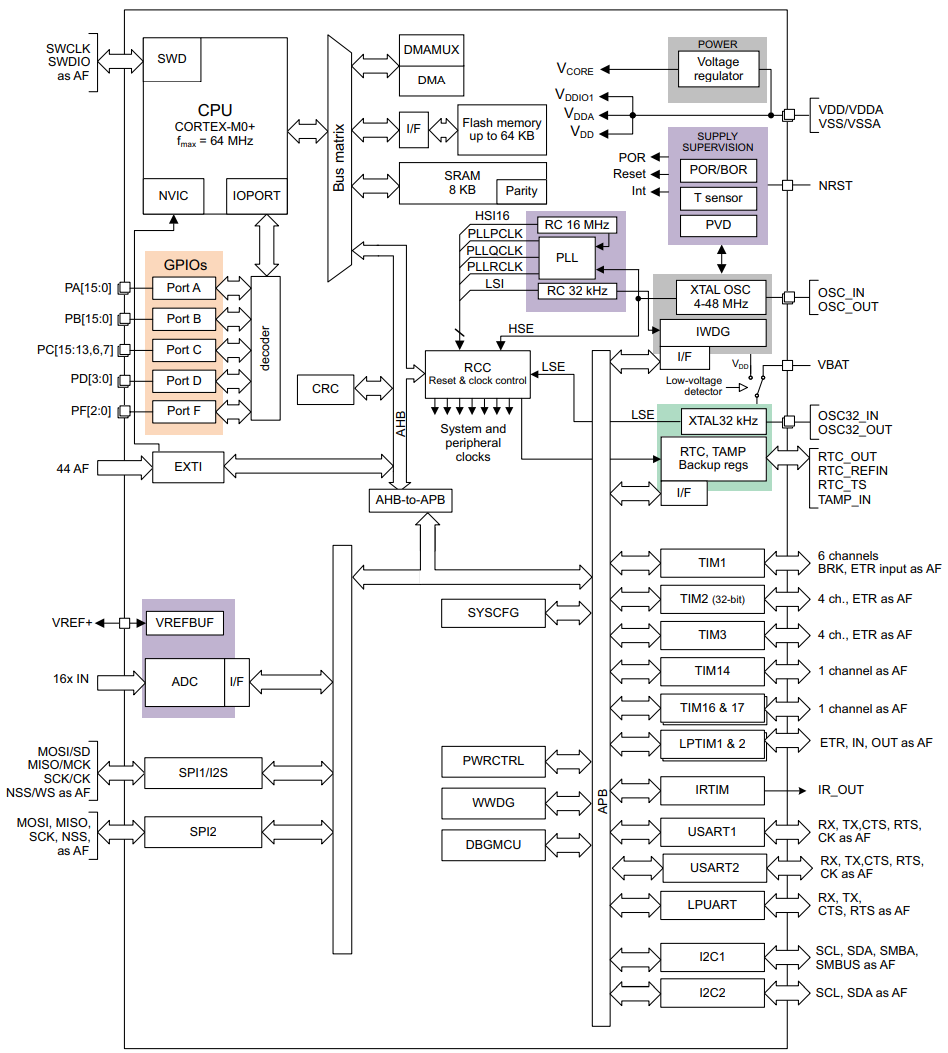 SWCLK
SWDIO
as AF
SWD
CPU
CORTEX-M0+
fmax = 64 MHz
NVIC
IOPORT
Bus matrix
DMAMUX
DMA
I/F
Flash memory
up to 64 KB
SRAM
8 KB
Parity
POWER
Voltage
regulator
VCORE
VDDIO1
VDDA
VDD
VDD/VDDA
VSS/VSSA
SUPPLY
SUPERVISION
POR
Reset
Int
POR/BOR
T sensor
PVD
NRST
HSI16
PLLPCLK
PLLQCLK
PLLRCLK
LSI
RC 16 MHz
PLL
RC 32 kHz
HSE
GPIOs
PA[15:0]
Port A
PB[15:0]
Port B
PC[15:13,6,7]
Port C
PD[3:0]
Port D
PF[2:0]
Port F
decoder
XTAL OSC
4-48 MHz
IWDG
I/F
OSC_IN
OSC_OUT
VDD
VBAT
Low-voltage
detector
RCC
Reset & clock control
LSE
CRC
AHB
System and
peripheral
clocks
LSE
XTAL32 kHz
OSC32_IN
OSC32_OUT
RTC, TAMP
Backup regs
I/F
RTC_OUT
RTC_REFIN
RTC_TS
TAMP_IN
44 AF
EXTI
AHB-to-APB
VREF+
VREFBUF
16x IN
ADC
I/F
MOSI/SD
MISO/MCK
SCK/CK
NSS/WS as AF
SPI1/I2S
MOSI, MISO,
SCK, NSS,
as AF
SPI2
SYSCFG
PWRCTRL
WWDG
DBGMCU
APB
TIM1
6 channels
BRK, ETR input as AF
TIM2 (32-bit)
4 ch., ETR as AF
TIM3
4 ch., ETR as AF
TIM14
1 channel as AF
TIM16 & 17
1 channel as AF
LPTIM1 & 2
ETR, IN, OUT as AF
IRTIM
IR_OUT
USART1
RX, TX,CTS, RTS,
CK as AF
USART2
RX, TX,CTS, RTS,
CK as AF
LPUART
RX, TX,
CTS, RTS as AF
I2C1
SCL, SDA, SMBA,
SMBUS as AF
I2C2
SCL, SDA as AF